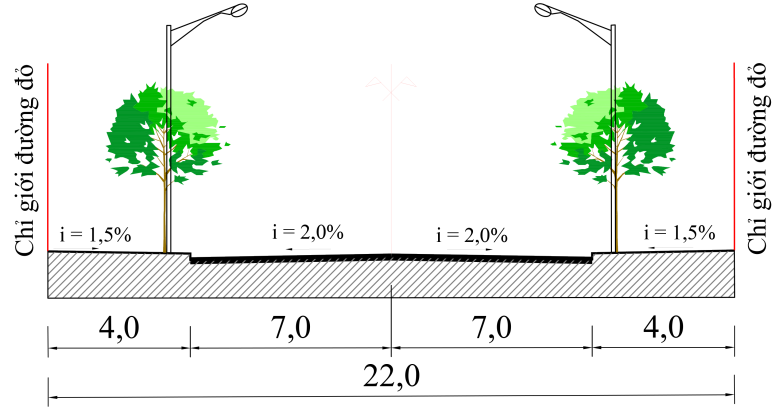 Chỉ giới đường đỏ
Chỉ giới đường đỏ
i = 1,5%
i = 2,0%
i = 2,0%
i = 1,5%
4,0
7,0
7,0
4,0
22,0